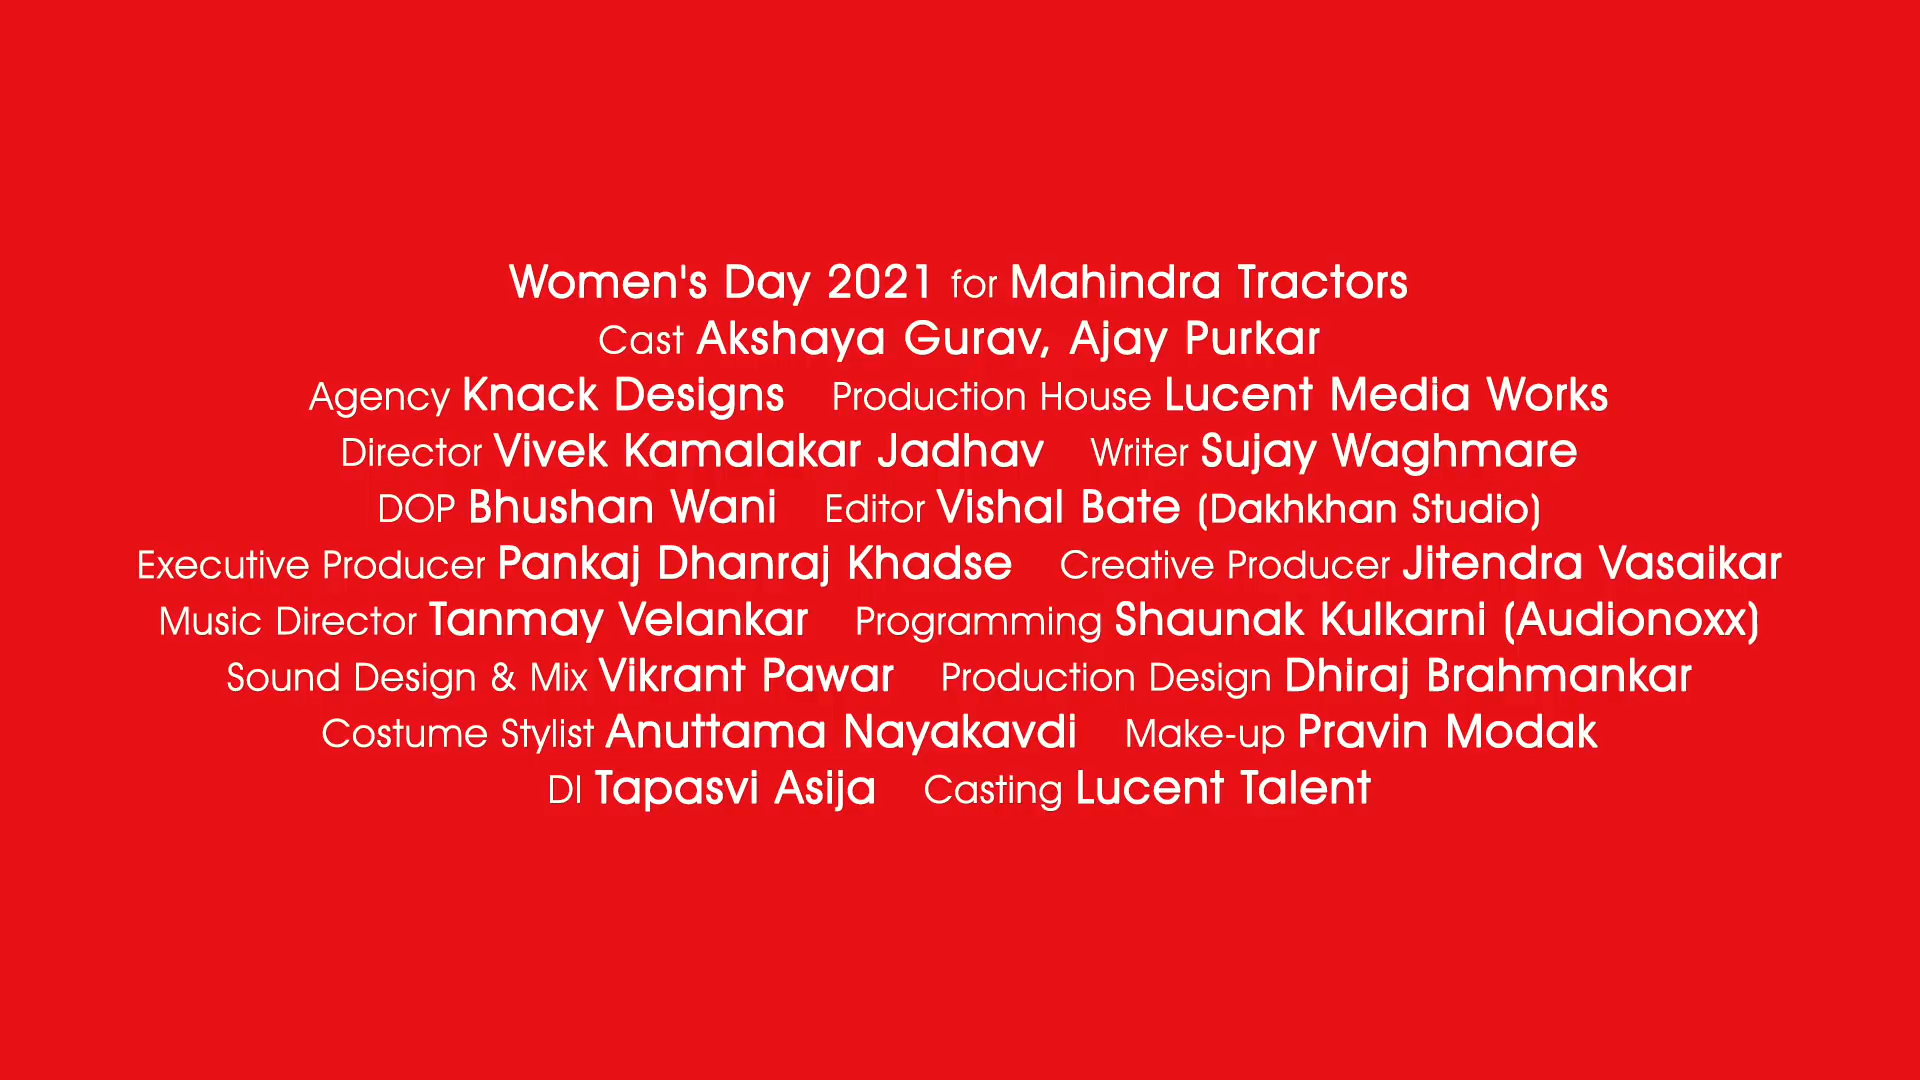 Women's Day 2021 for Mahindra Tractors
Cast Akshaya Gurav, Ajay Purkar
Agency Knack Designs Production House Lucent Media Works
Director Vivek Kamalakar Jadhav Writer Sujay Waghmare
DOP Bhushan Wani Editor Vishal Bate (Dakhkhan Studio)
Executive Producer Pankaj Dhanraj Khadse Creative Producer Jitendra Vasaikar
Music Director Tanmay Velankar Programming Shaunak Kulkarni (Audionoxx)
Sound Design & Mix Vikrant Pawar Production Design Dhiraj Brahmankar
Costume Stylist Anuttama Nayakavdi Make-up Pravin Modak
DI Tapasvi Asija Casting Lucent Talent